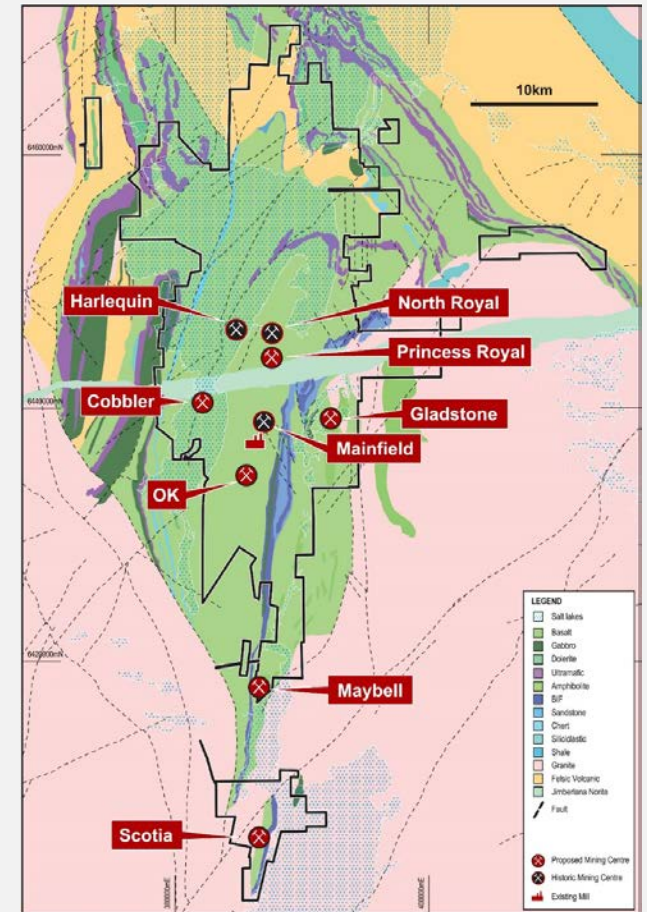 10km
6460000mN
Harlequin
North Royal
Princess Royal
Cobbler
6440000mN
Gladstone
Mainfield
OK
6420000mN
Maybell
Scotia
380000mE
400000mE
LEGEND
Salt lakes
Basalt
Gabbro
Dolerite
Ultramafic
Amphibolite
BIF
Sandstone
Chert
Siliciclastic
Shale
Granite
Felsic Volcanic
Jimberlana Norite
Fault
Proposed Mining Centre
Historic Mining Centre
Existing Mill